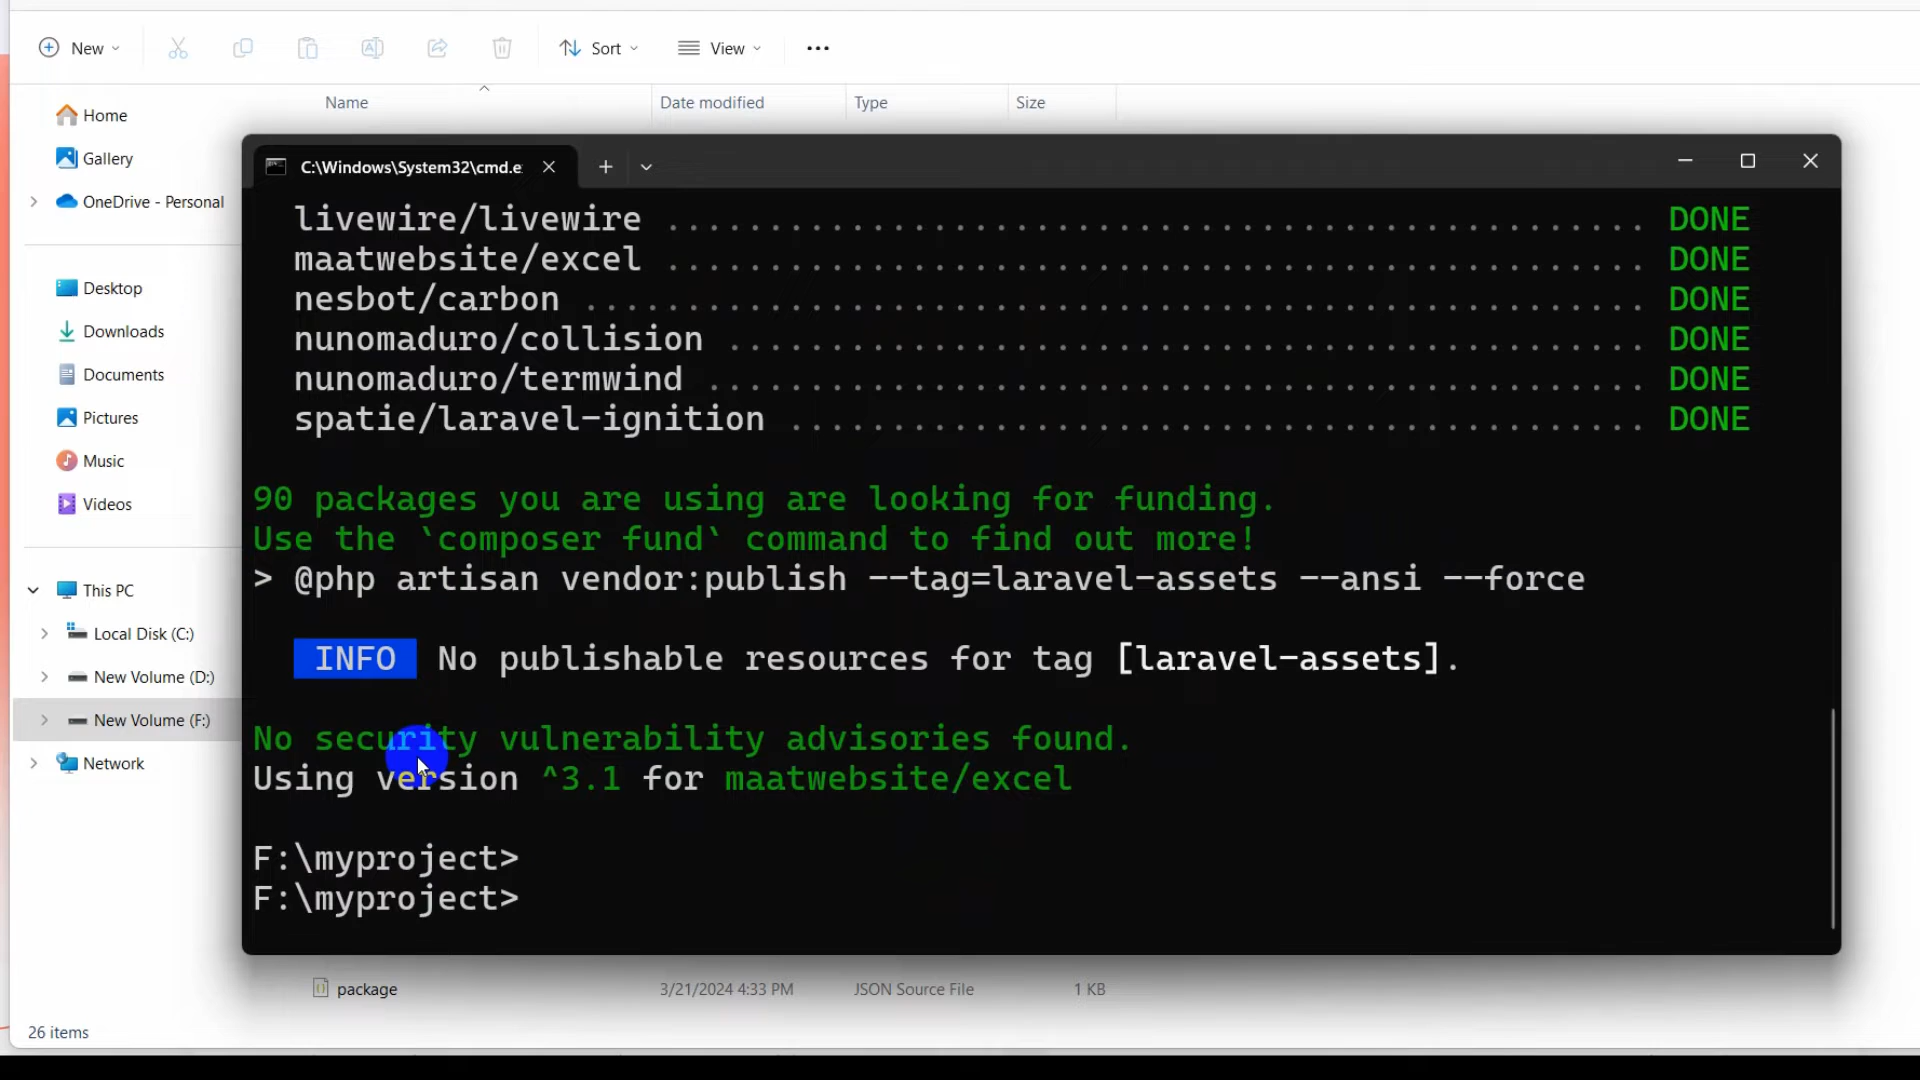 New
Sort
View
Name
Date modified
Type
Size
Home
Gallery
OneDrive - Personal
Desktop
Downloads
Documents
Pictures
Music
Videos
This PC
Local Disk (C:)
New Volume (D:)
New Volume (F:)
Network
C:\Windows\System32\cmd.e
livewire/livewire ............................................... DONE
maatwebsite/excel ............................................... DONE
nesbot/carbon ................................................... DONE
nunomaduro/collision ............................................ DONE
nunomaduro/termwind ............................................. DONE
spatie/laravel-ignition ......................................... DONE
90 packages you are using are looking for funding.
Use the `composer fund` command to find out more!
> @php artisan vendor:publish --tag=laravel-assets --ansi --force
INFO No publishable resources for tag [laravel-assets].
No security vulnerability advisories found.
Using version ^3.1 for maatwebsite/excel
F:\myproject>
F:\myproject>
package 3/21/2024 4:33 PM JSON Source File 1 KB
26 items